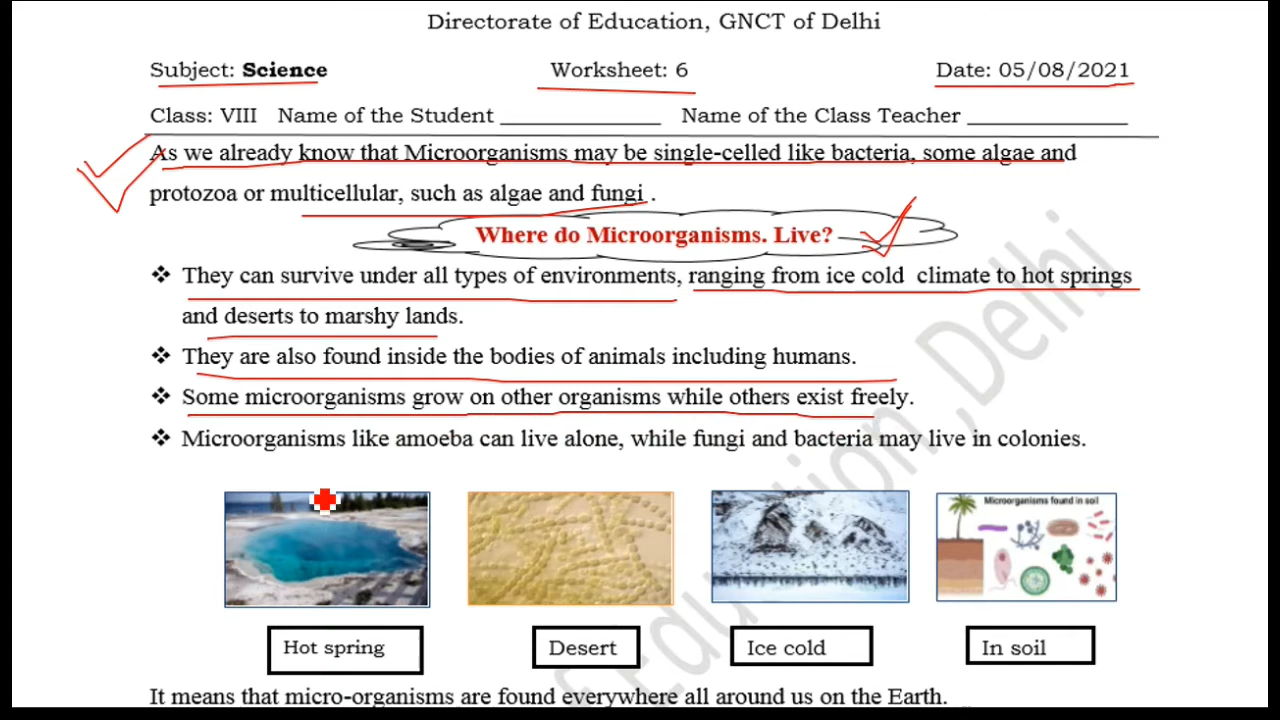 Directorate of Education, GNCT of Delhi
Subject: Science Worksheet: 6 Date: 05/08/2021
Class: VIII Name of the Student ____________ Name of the Class Teacher ____________
As we already know that Microorganisms may be single-celled like bacteria, some algae and
protozoa or multicellular, such as algae and fungi .
Where do Microorganisms. Live?
❖ They can survive under all types of environments, ranging from ice cold climate to hot springs
and deserts to marshy lands.
❖ They are also found inside the bodies of animals including humans.
❖ Some microorganisms grow on other organisms while others exist freely.
❖ Microorganisms like amoeba can live alone, while fungi and bacteria may live in colonies.
Microorganisms found in soil
Hot spring Desert Ice cold In soil
It means that micro-organisms are found everywhere all around us on the Earth.
Education ,Delhi